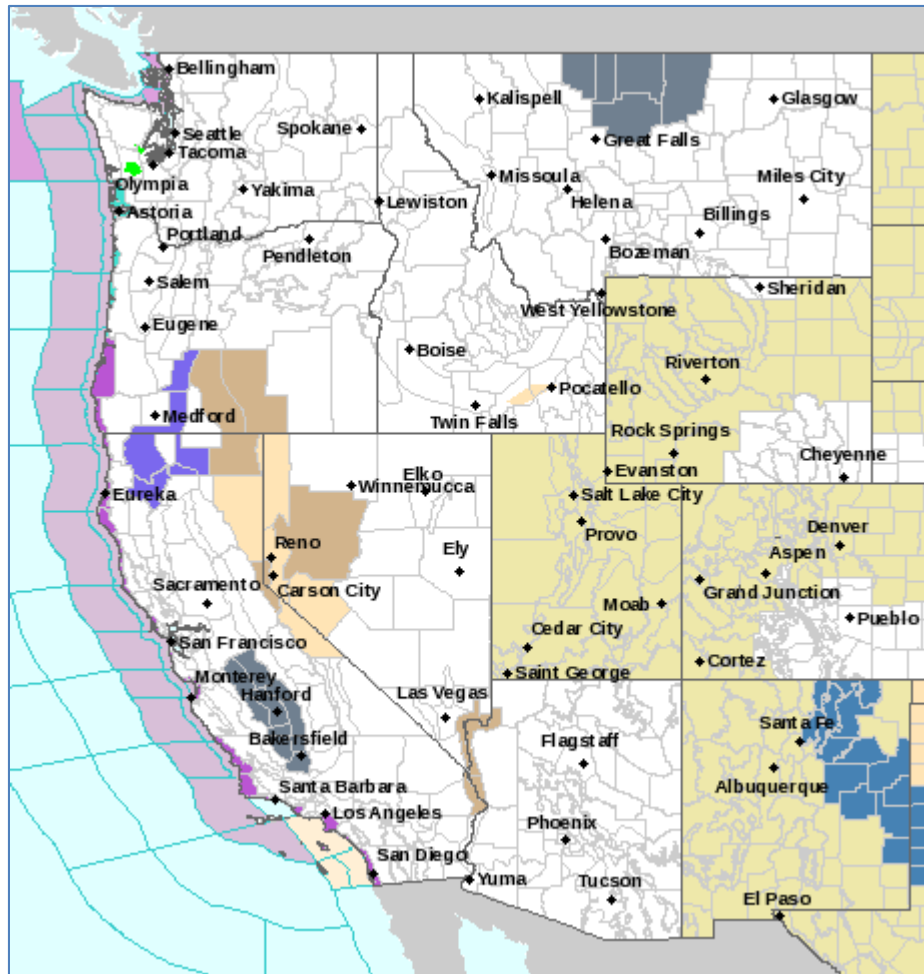 Bellingham
Kalispell
Glasgow
Seattle
Spokane
Great Falls
Tacoma
Olympia
Missoula
Miles City
Yakima
Helena
Lewiston
Astoria
Billings
Portland
Pendleton
Bozeman
Salem
Sheridan
West Yellowstone
Eugene
Boise
Riverton
Pocatello
Medford
Twin Falls
Rock Springs
Cheyenne
Elko
Evanston
Winnemucca
Eureka
Salt Lake City
Provo
Denver
Reno
Ely
Aspen
Sacramento
Carson City
Grand Junction
Moab
Pueblo
San Francisco
Cedar City
Cortez
Saint George
Monterey
Hanford
Las Vegas
Santa Fe
Bakersfield
Flagstaff
Albuquerque
Santa Barbara
Los Angeles
Phoenix
San Diego
Yuma
Tucson
El Paso